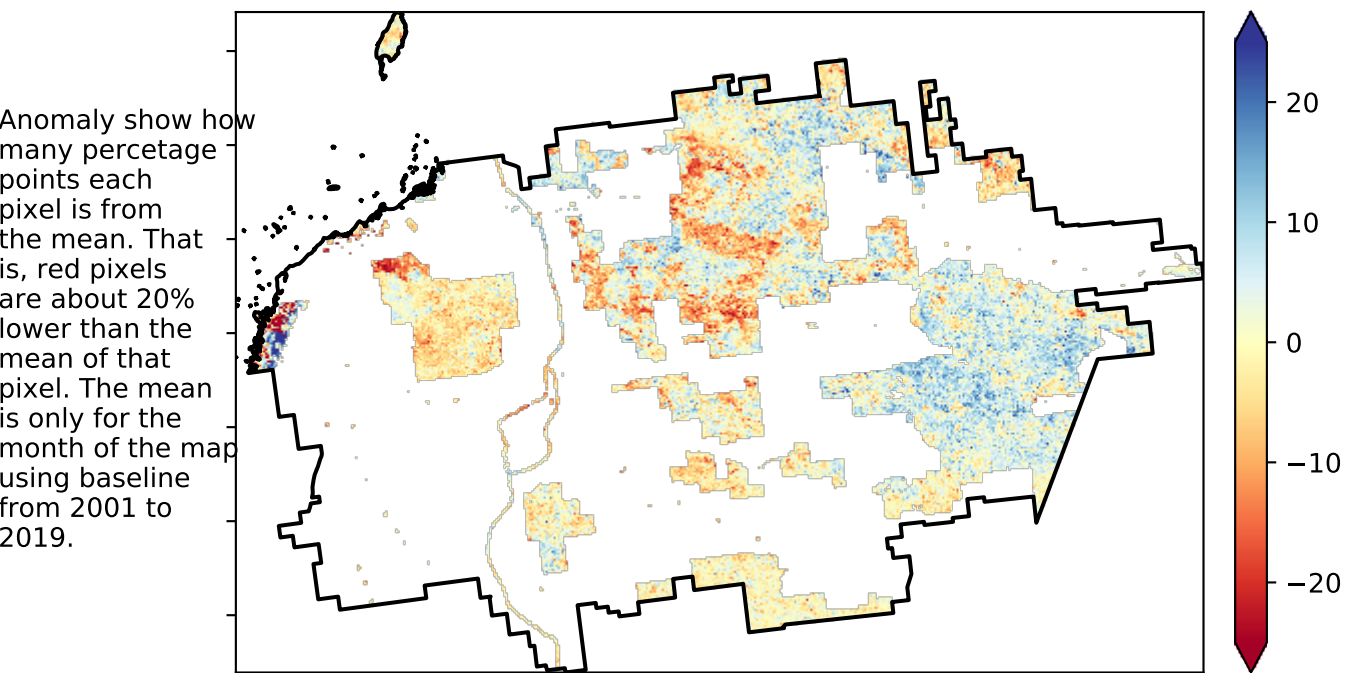 Anomaly show how
many percetage
points each
pixel is from
the mean. That
is, red pixels
are about 20%
lower than the
mean of that
pixel. The mean
is only for the
month of the map
using baseline
from 2001 to
2019.
20
10
0
−10
−20